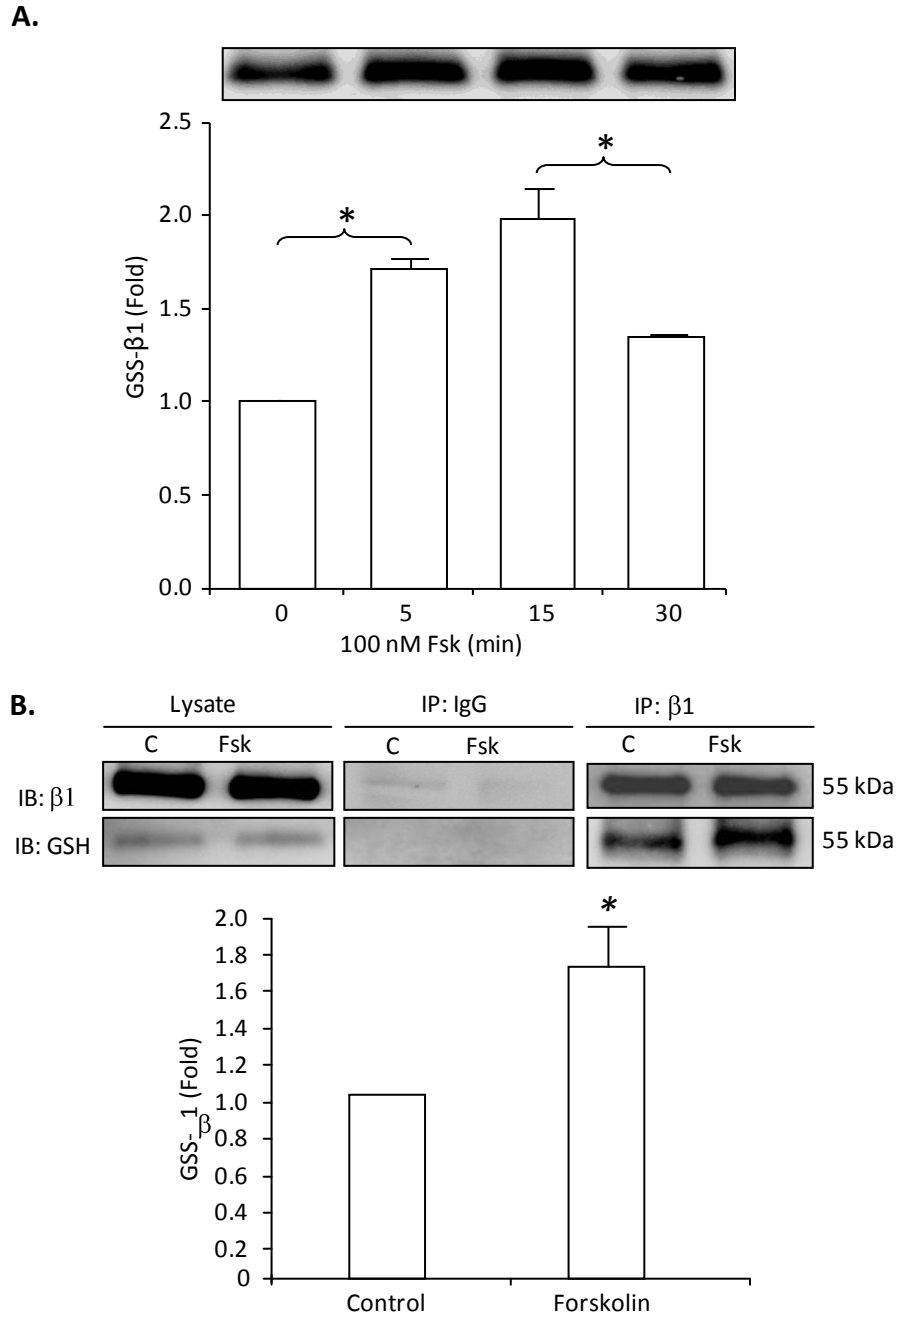 A.
2.5
*
2.0
*
1.5
1.0
0.5
0.0
GSS-β1 (Fold)
0 5 15 30
100 nM Fsk (min)
B.
Lysate IP: IgG IP: β1
C Fsk C Fsk C Fsk
IB: β1 55 kDa
IB: GSH 55 kDa
*
2.0
1.8
1.6
1.4
1.2
1.0
0.8
0.6
0.4
0.2
0
GSS-β1 (Fold)
Control Forskolin